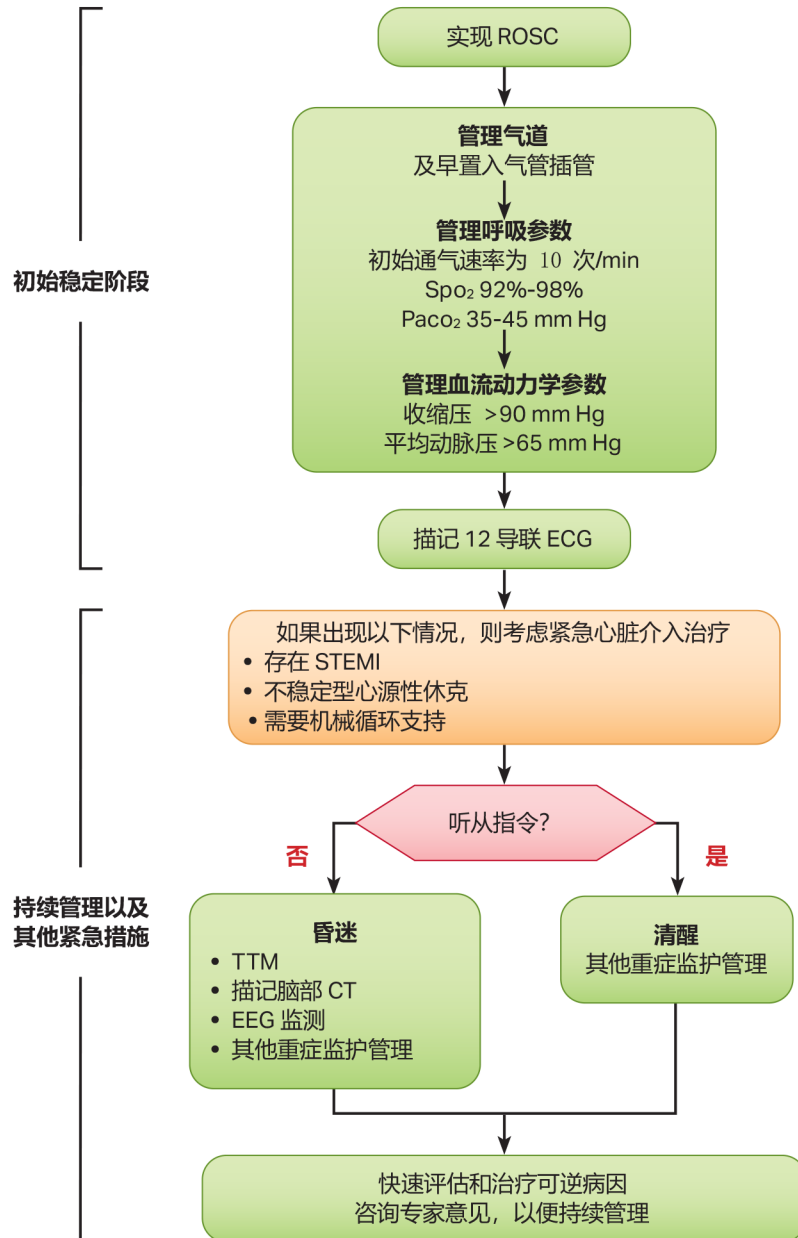 实现 ROSC
管理气道
及早置入气管插管
管理呼吸参数
初始通气速率为 10 次/min
Spo₂ 92%-98%
Paco₂ 35-45 mm Hg
管理血流动力学参数
收缩压 >90 mm Hg
平均动脉压 >65 mm Hg
描记 12 导联 ECG
初始稳定阶段
如果出现以下情况，则考虑紧急心脏介入治疗
• 存在 STEMI
• 不稳定型心源性休克
• 需要机械循环支持
听从指令？
否
是
昏迷
• TTM
• 描记脑部 CT
• EEG 监测
• 其他重症监护管理
清醒
其他重症监护管理
持续管理以及
其他紧急措施
快速评估和治疗可逆病因
咨询专家意见，以便持续管理